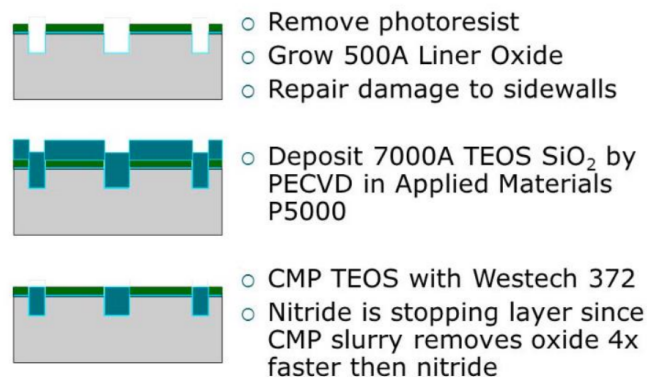 ○ Remove photoresist
○ Grow 500A Liner Oxide
○ Repair damage to sidewalls
○ Deposit 7000A TEOS SiO₂ by
PECVD in Applied Materials
P5000
○ CMP TEOS with Westech 372
○ Nitride is stopping layer since
CMP slurry removes oxide 4x
faster then nitride